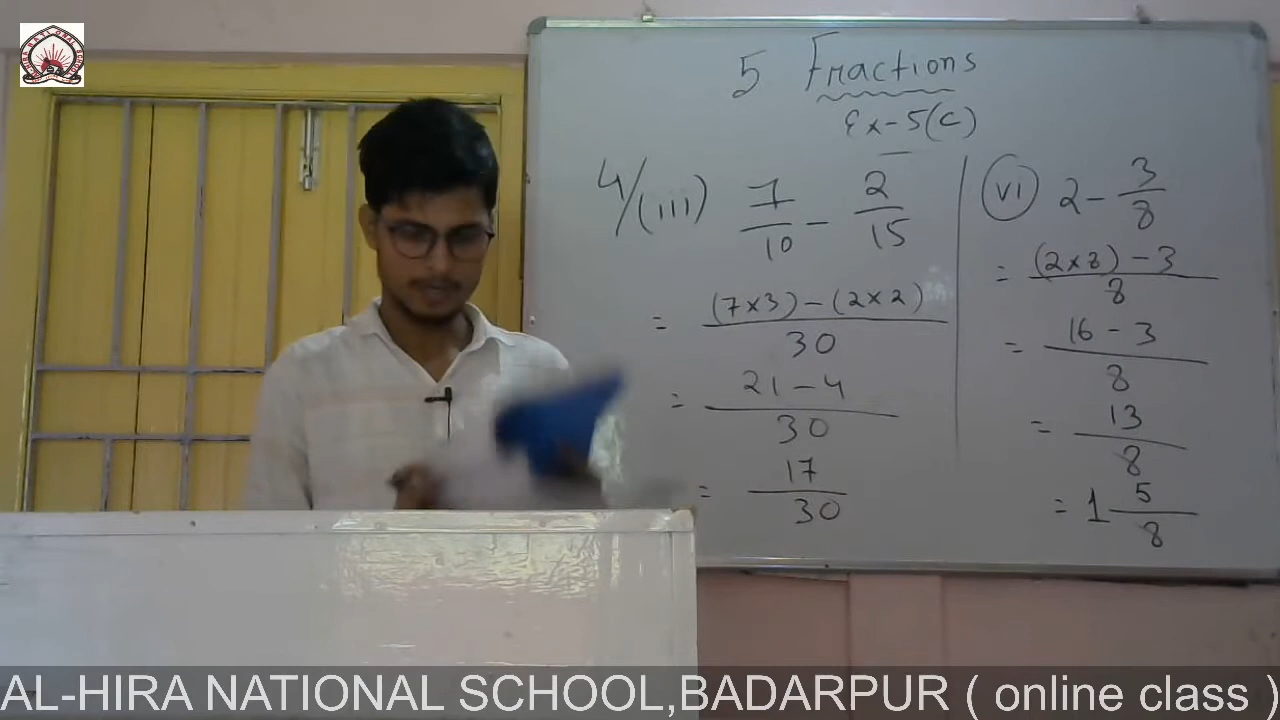 5 Fractions
Ex-5(C)
4/(iii) 7/10 - 2/15
= (7×3) - (2×2)/30
= 21 - 4/30
= 17/30
(vi) 2 - 3/8
= (2×8) - 3/8
= 16 - 3/8
= 13/8
= 1 5/8
AL-HIRA NATIONAL SCHOOL,BADARPUR ( online class )